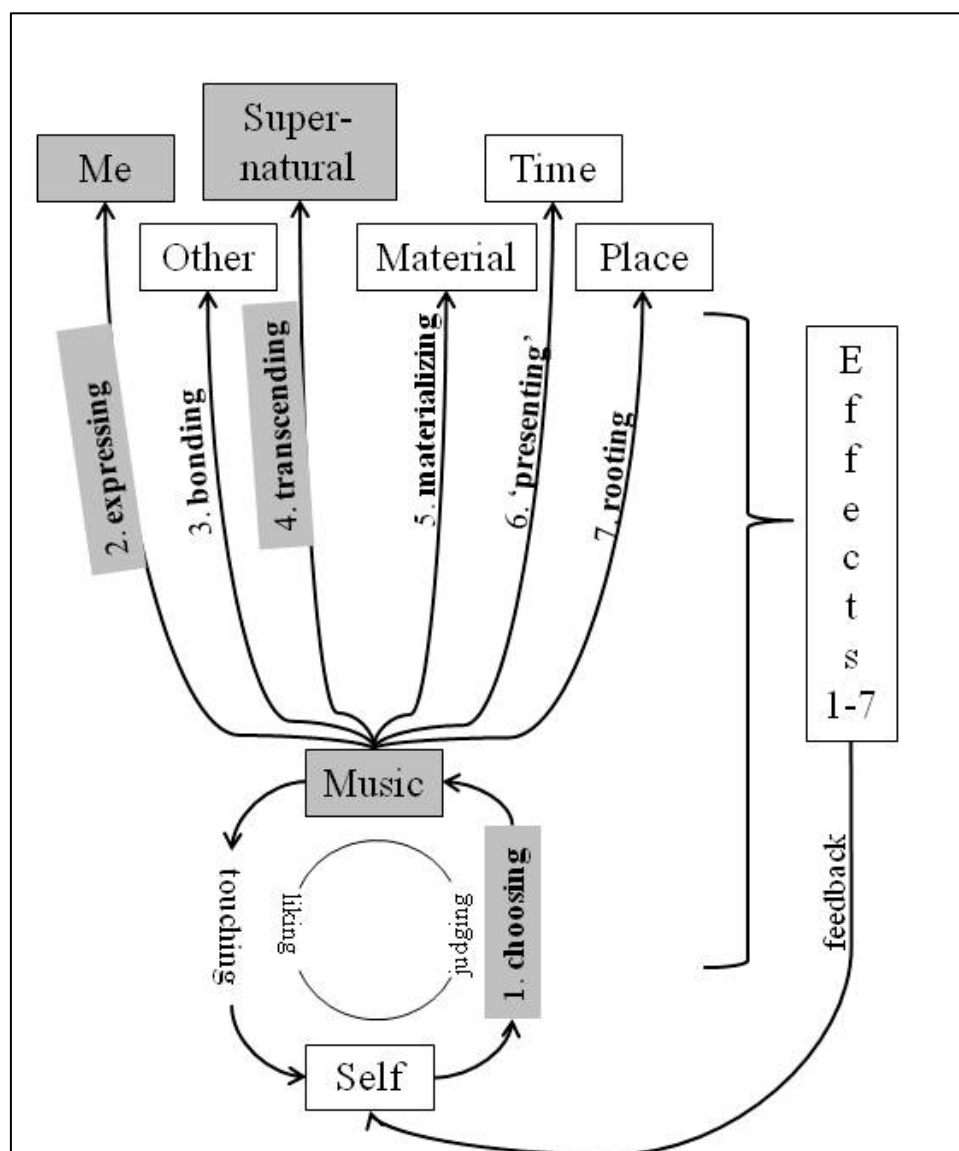 Super-
natural
Me
Time
Other
Material
Place
2. expressing
3. bonding
4. transcending
5. materializing
6. ‘presenting’
7. rooting
E
f
f
e
c
t
s
1-7
Music
touching
liking
judging
1. choosing
feedback
Self